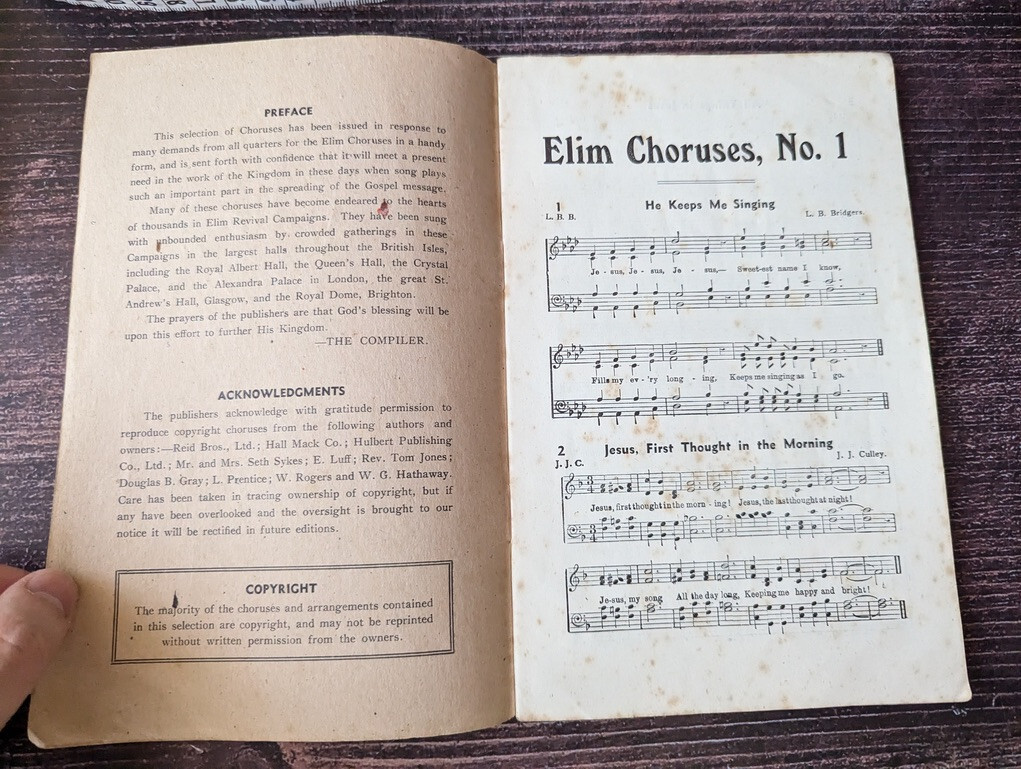 PREFACE
This selection of Choruses has been issued in response to
many demands from all quarters for the Elim Choruses in a handy
form, and is sent forth with confidence that it will meet a present
need in the work of the Kingdom in these days when song plays
such an important part in the spreading of the Gospel message.
Many of these choruses have become endeared to the hearts
of thousands in Elim Revival Campaigns. They have been sung
with unbounded enthusiasm by crowded gatherings in these
Campaigns in the largest halls throughout the British Isles,
including the Royal Albert Hall, the Queen's Hall, the Crystal
Palace, and the Alexandra Palace in London, the great St.
Andrew's Hall, Glasgow, and the Royal Dome, Brighton.
The prayers of the publishers are that God's blessing will be
upon this effort to further His Kingdom.
—THE COMPILER.
ACKNOWLEDGMENTS
The publishers acknowledge with gratitude permission to
reproduce copyright choruses from the following authors and
owners:—Reid Bros., Ltd.; Hall Mack Co.; Hulbert Publishing
Co., Ltd.; Mr. and Mrs. Seth Sykes; E. Luff; Rev. Tom Jones;
Douglas B. Gray; L. Prentice; W. Rogers and W. G. Hathaway.
Care has been taken in tracing ownership of copyright, but if
any have been overlooked and the oversight is brought to our
notice it will be rectified in future editions.
COPYRIGHT
The majority of the choruses and arrangements contained
in this selection are copyright, and may not be reprinted
without written permission from the owners.
Elim Choruses, No. 1
1 He Keeps Me Singing
L. B. B. L. B. Bridgers.
Je - sus, Je - sus, Je - sus,— Sweet-est name I know,
Fills my ev - 'ry long - ing, Keeps me singing as I go.
2 Jesus, First Thought in the Morning
J. J. C. J. J. Culley.
3 4
Jesus, first thought in the morn - ing! Jesus, the last thought at night!
3 4
Je-sus, my song All the day long, Keeping me happy and bright!